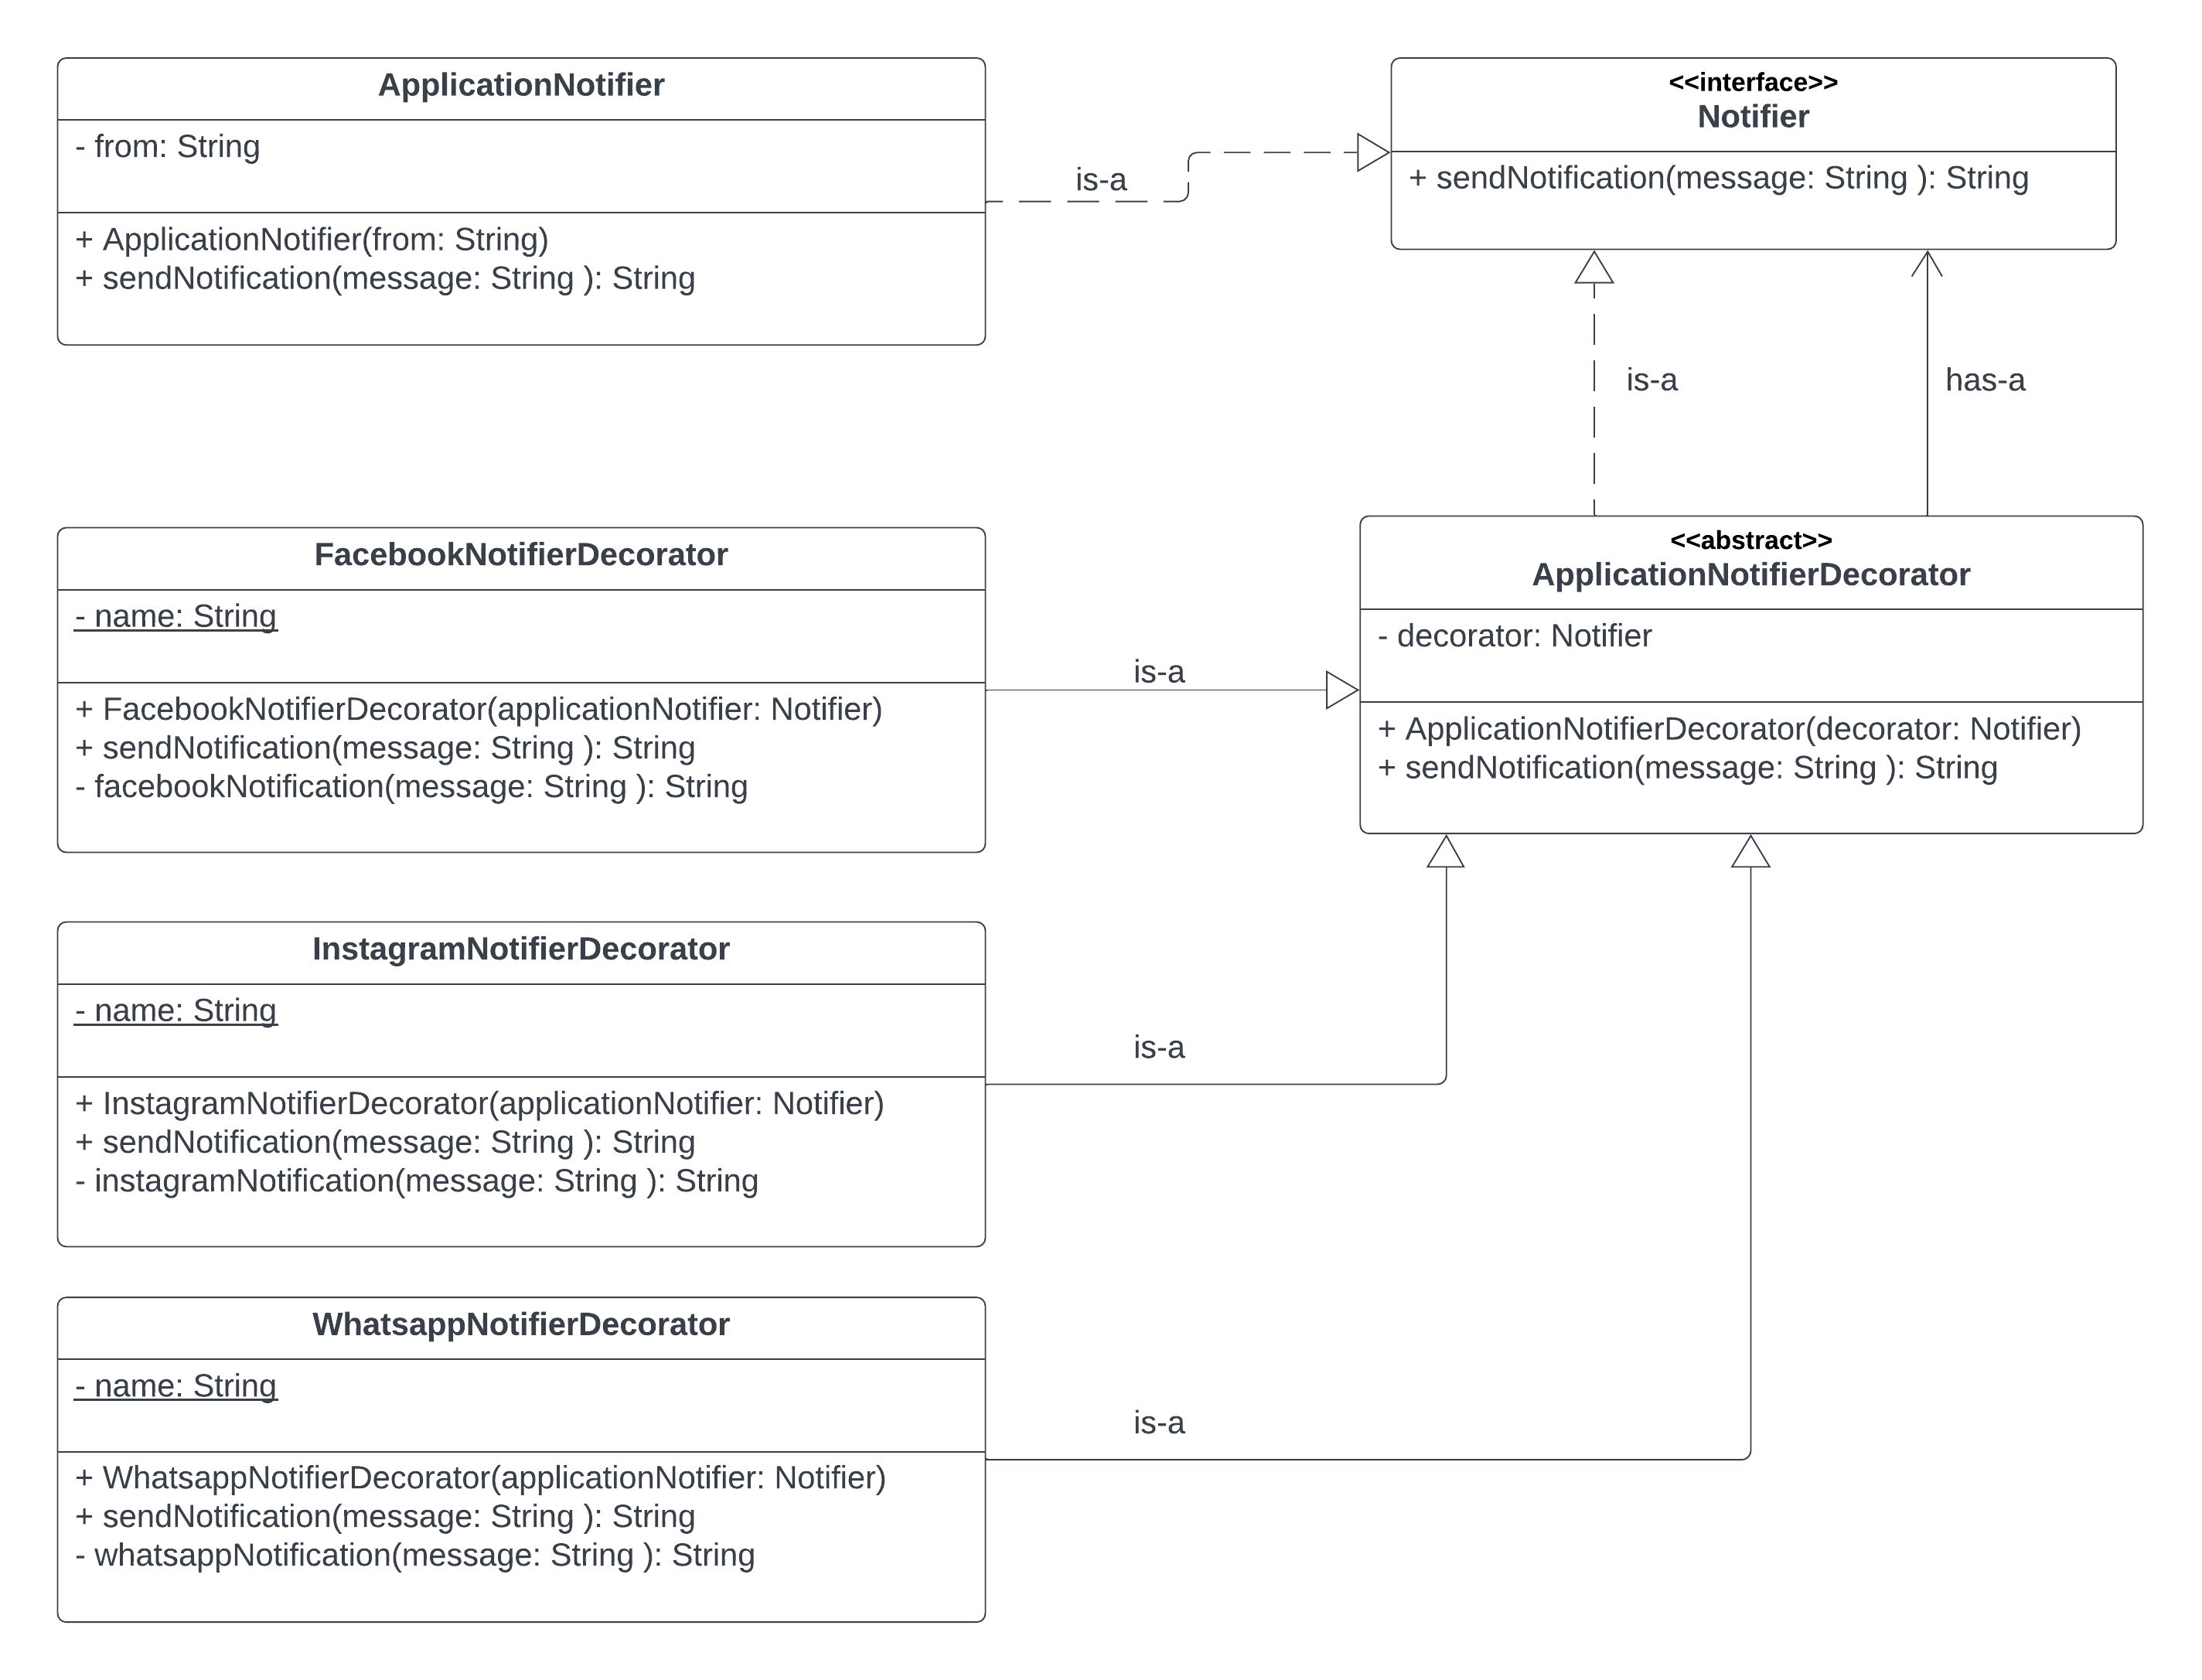 ApplicationNotifier
- from: String
+ ApplicationNotifier(from: String)
+ sendNotification(message: String ): String
is-a
<<interface>>
Notifier
+ sendNotification(message: String ): String
is-a
has-a
FacebookNotifierDecorator
- name: String
+ FacebookNotifierDecorator(applicationNotifier: Notifier)
+ sendNotification(message: String ): String
- facebookNotification(message: String ): String
is-a
<<abstract>>
ApplicationNotifierDecorator
- decorator: Notifier
+ ApplicationNotifierDecorator(decorator: Notifier)
+ sendNotification(message: String ): String
InstagramNotifierDecorator
- name: String
+ InstagramNotifierDecorator(applicationNotifier: Notifier)
+ sendNotification(message: String ): String
- instagramNotification(message: String ): String
is-a
WhatsappNotifierDecorator
- name: String
+ WhatsappNotifierDecorator(applicationNotifier: Notifier)
+ sendNotification(message: String ): String
- whatsappNotification(message: String ): String
is-a